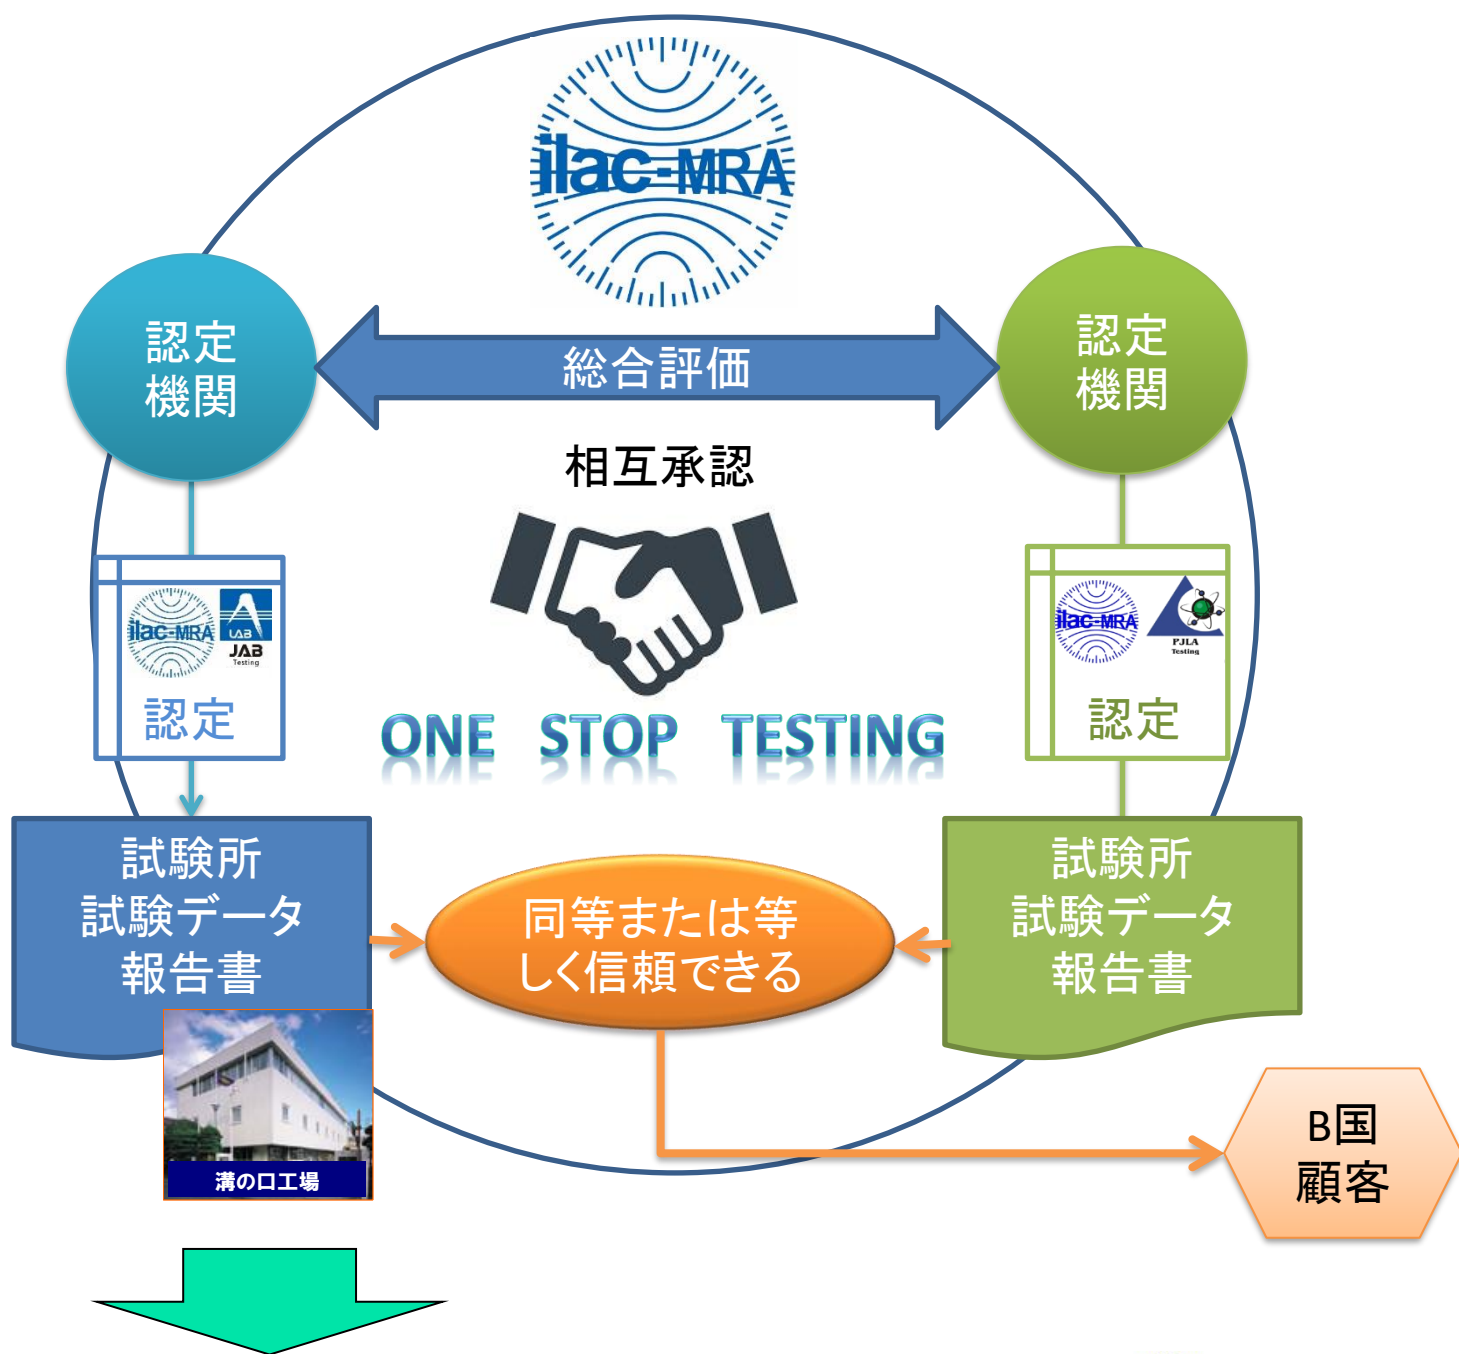 ilac-MRA
認定
機関
総合評価
認定
機関
相互承認
ilac-MRA
LAB
JAB
Testing
認定
ONE STOP TESTING
ilac-MRA
PJLA
Testing
認定
試験所
試験データ
報告書
同等または等
しく信頼できる
試験所
試験データ
報告書
溝の口工場
B国
顧客